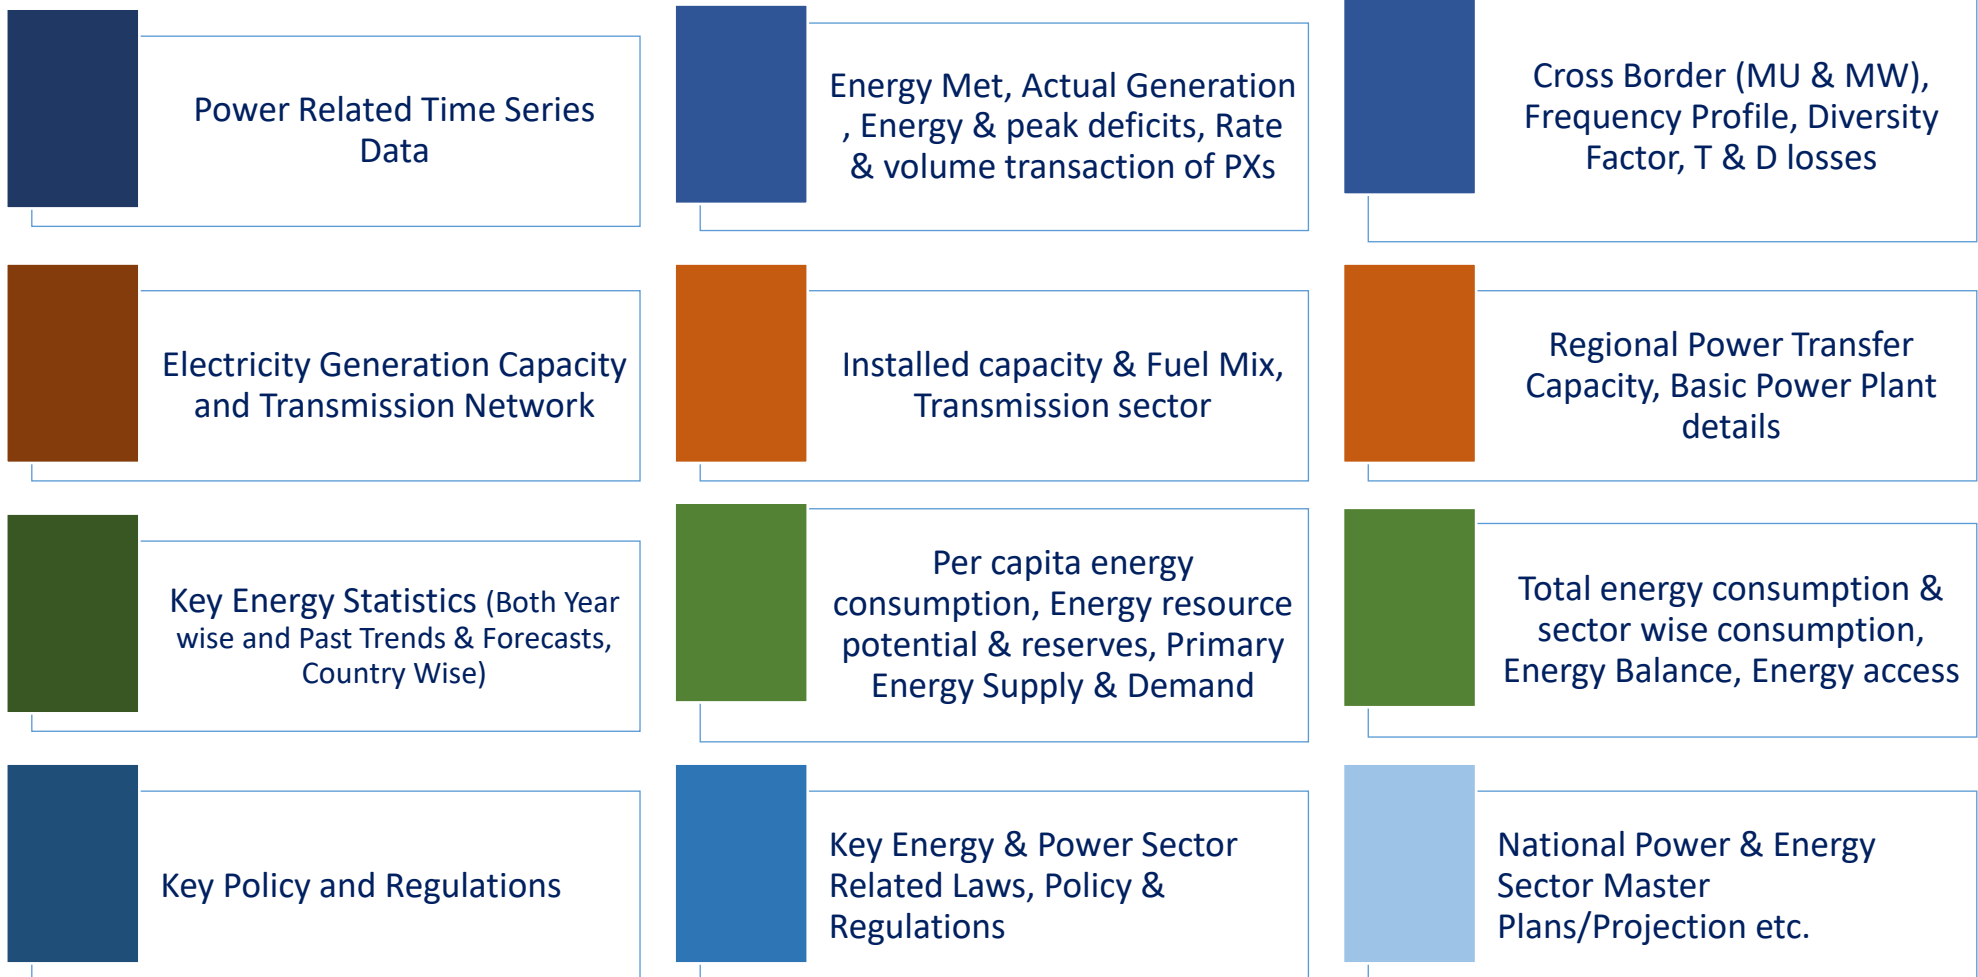 Power Related Time Series
Data
Energy Met, Actual Generation
, Energy & peak deficits, Rate
& volume transaction of PXs
Cross Border (MU & MW),
Frequency Profile, Diversity
Factor, T & D losses
Electricity Generation Capacity
and Transmission Network
Installed capacity & Fuel Mix,
Transmission sector
Regional Power Transfer
Capacity, Basic Power Plant
details
Key Energy Statistics (Both Year
wise and Past Trends & Forecasts,
Country Wise)
Per capita energy
consumption, Energy resource
potential & reserves, Primary
Energy Supply & Demand
Total energy consumption &
sector wise consumption,
Energy Balance, Energy access
Key Policy and Regulations
Key Energy & Power Sector
Related Laws, Policy &
Regulations
National Power & Energy
Sector Master
Plans/Projection etc.